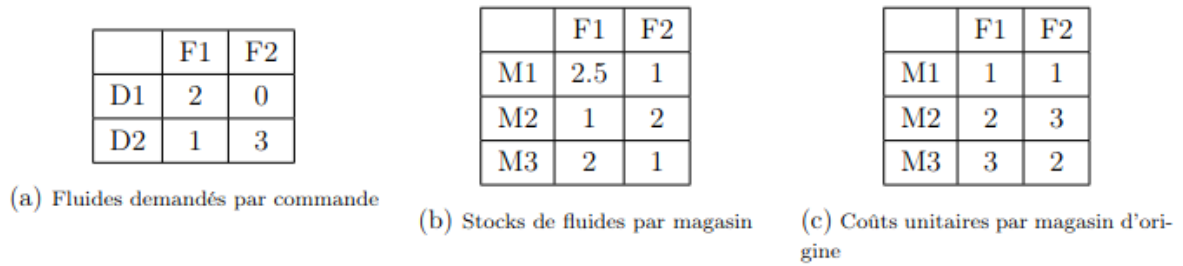 F1 F2
D1 2 0
D2 1 3
(a) Fluides demandés par commande
F1 F2
M1 2.5 1
M2 1 2
M3 2 1
(b) Stocks de fluides par magasin
F1 F2
M1 1 1
M2 2 3
M3 3 2
(c) Coûts unitaires par magasin d'ori-
gine